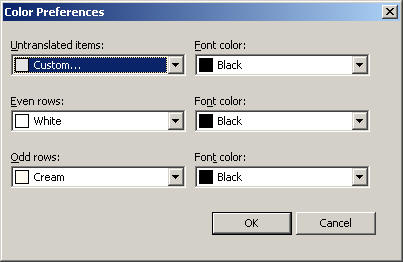 Color Preferences
Untranslated items: Font color:
Custom... Black
Even rows: Font color:
White Black
Odd rows: Font color:
Cream Black
OK Cancel